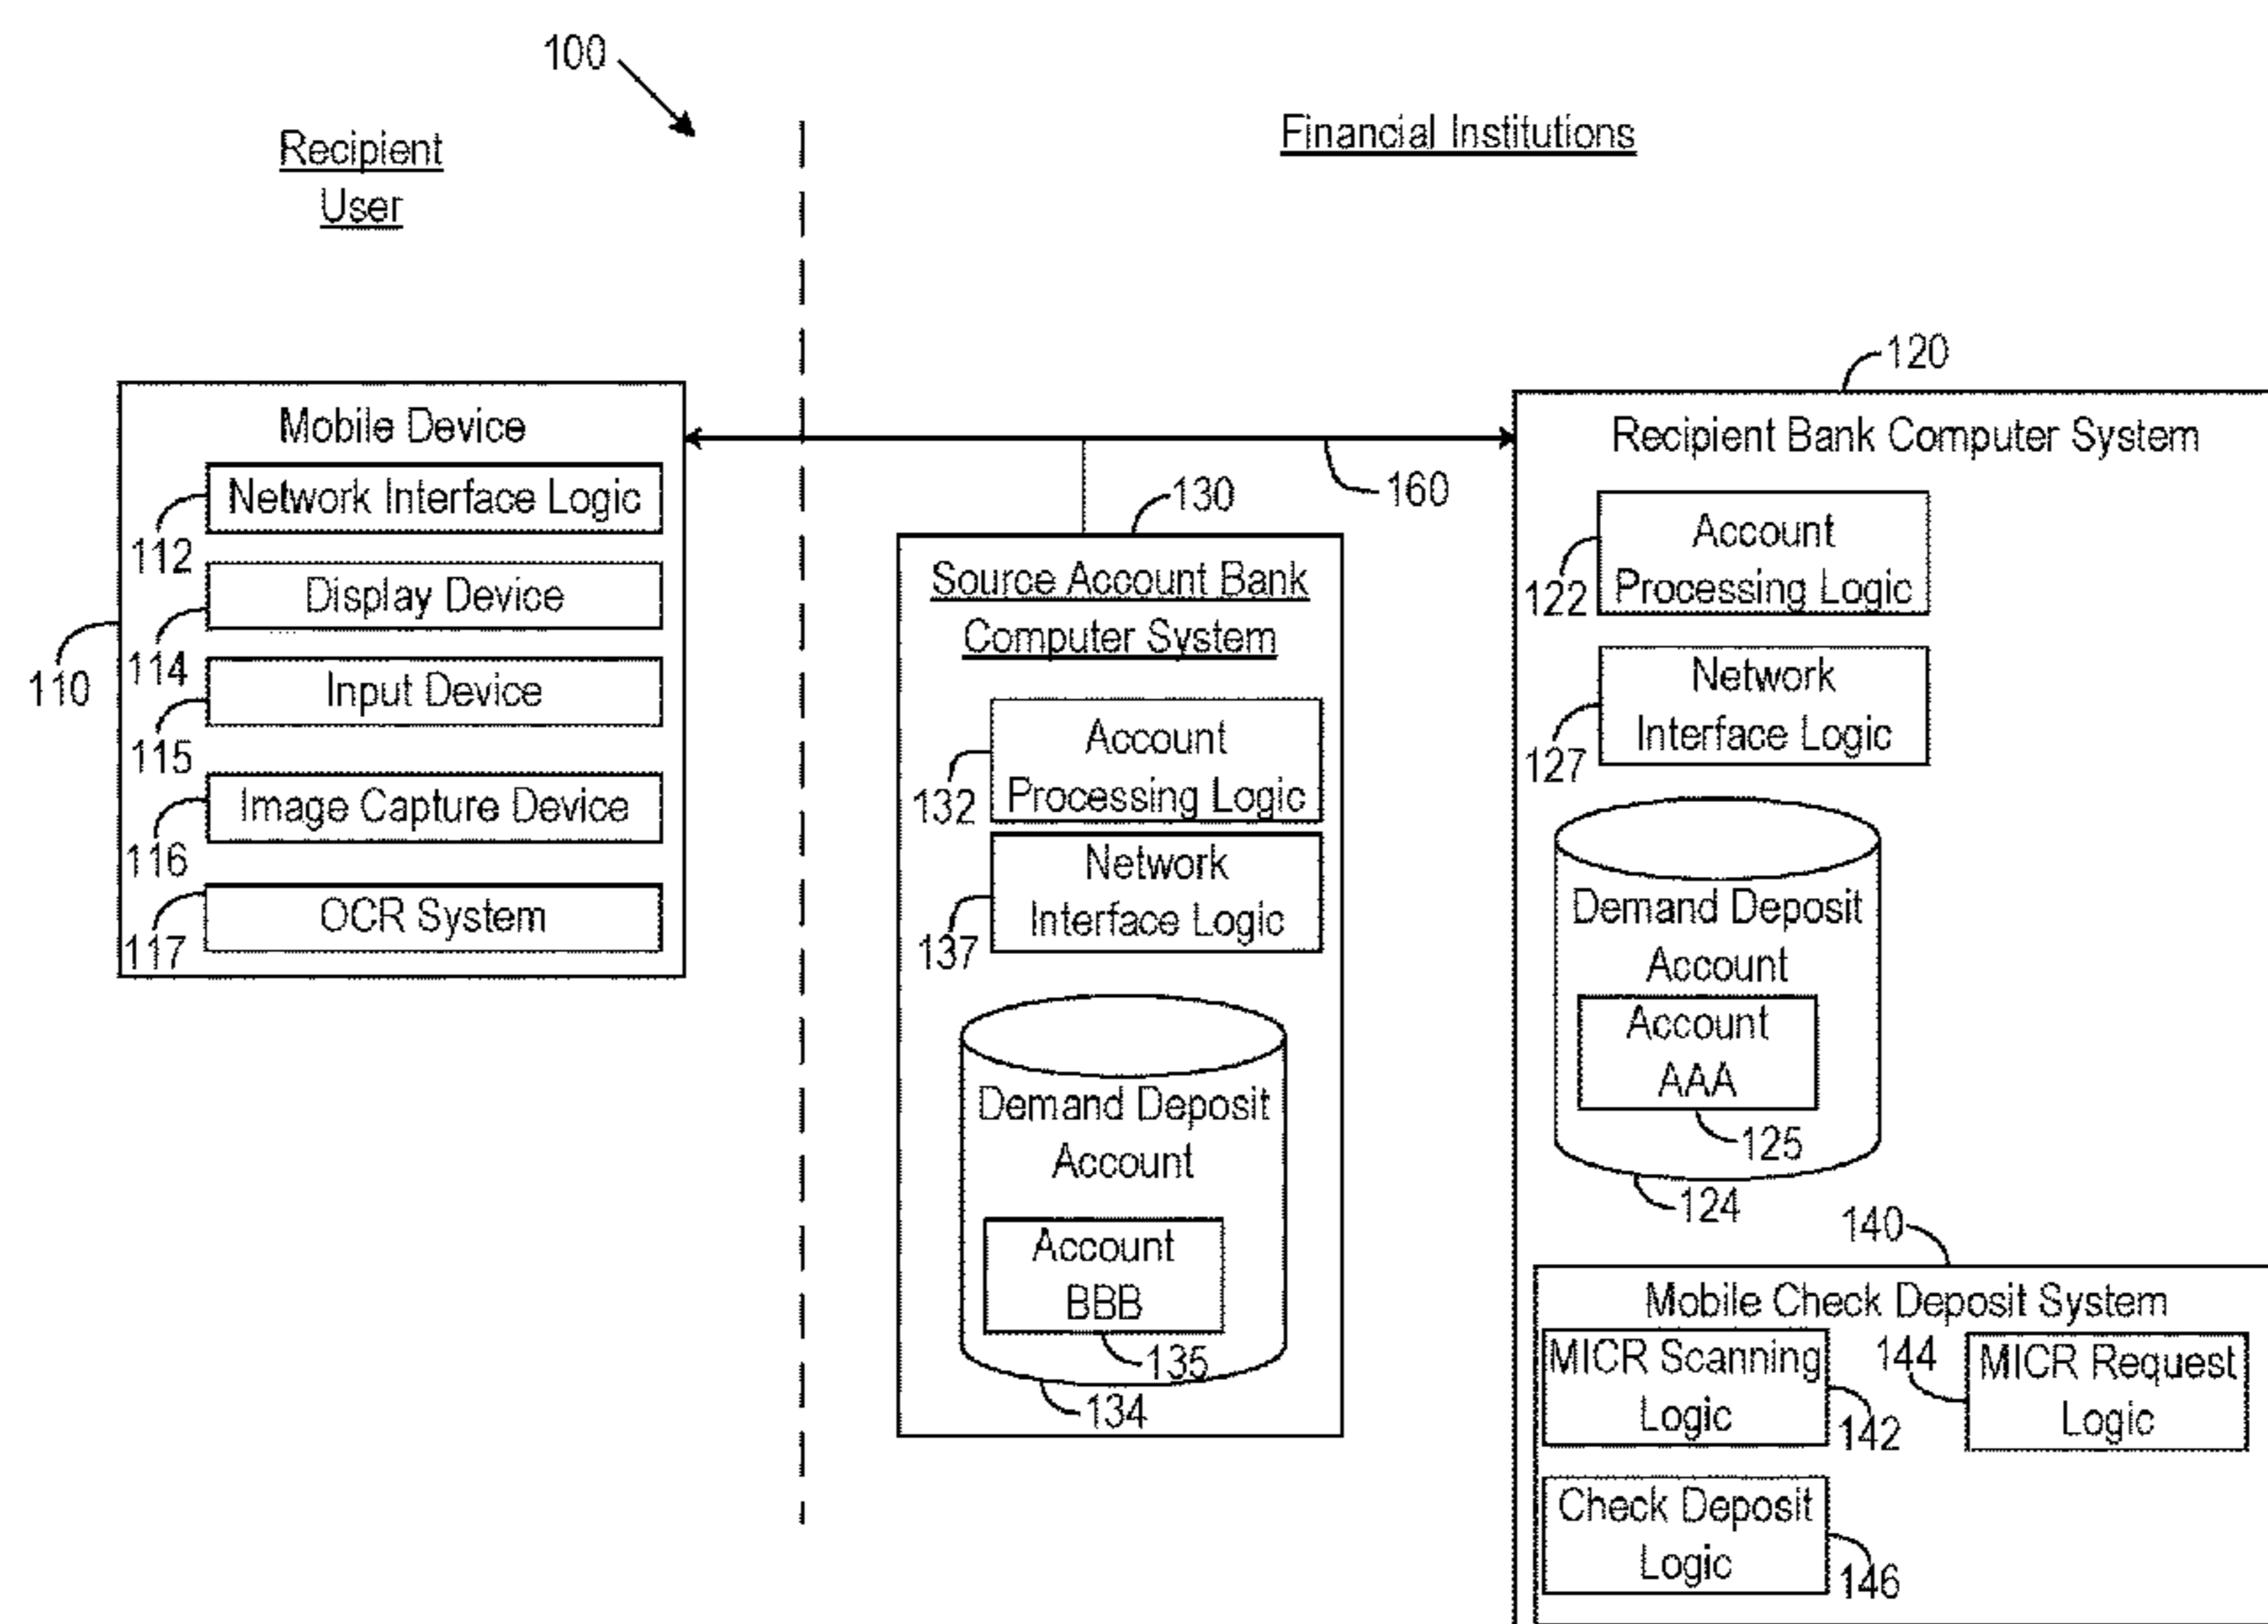 100
Recipient
User
Financial Institutions
110
Mobile Device
Network Interface Logic
112
Display Device
114
Input Device
115
Image Capture Device
116
OCR System
117
160
130
Source Account Bank
Computer System
Account
Processing Logic
132
Network
Interface Logic
137
Demand Deposit
Account
Account
BBB
135
134
120
Recipient Bank Computer System
Account
Processing Logic
122
Network
Interface Logic
127
Demand Deposit
Account
Account
AAA
125
124
140
Mobile Check Deposit System
MICR Scanning
Logic
142
144
MICR Request
Logic
Check Deposit
Logic
146